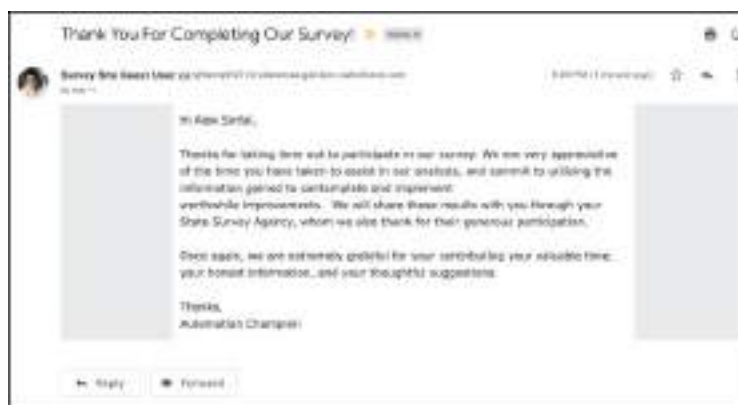 Thank You For Completing Our Survey!
Survey Site Guest User
Hi Alex
Thanks for taking time out to participate in our survey. We are very appreciative
of the time you have taken to assist in our analysis, and commit to utilizing the
information gained to contemplate and implement
worthwhile improvements. We will share these results with you through your
State Survey Agency, whom we also thank for their generous participation.
Once again, we are extremely grateful for your contributing your valuable time,
your honest information, and your thoughtful suggestions.
Thanks,
Automation Champion
Reply Forward